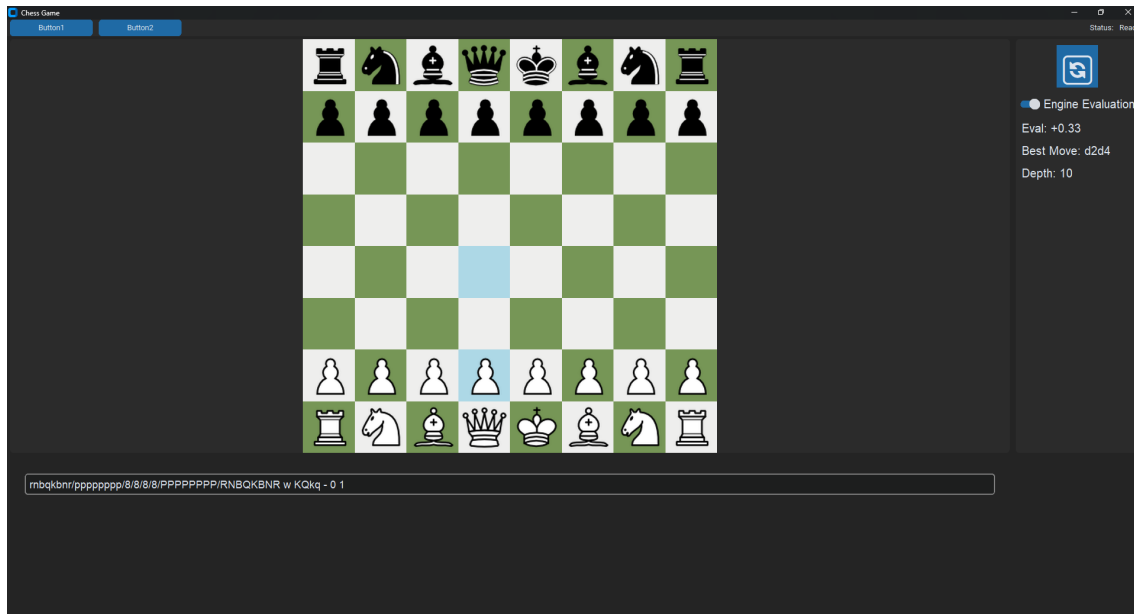 Chess Game
Button1 Button2 Status:
Engine Evaluation
Eval: +0.33
Best Move: d2d4
Depth: 10
rnbqkbnr/pppppppp/8/8/8/8/PPPPPPPP/RNBQKBNR w KQkq - 0 1